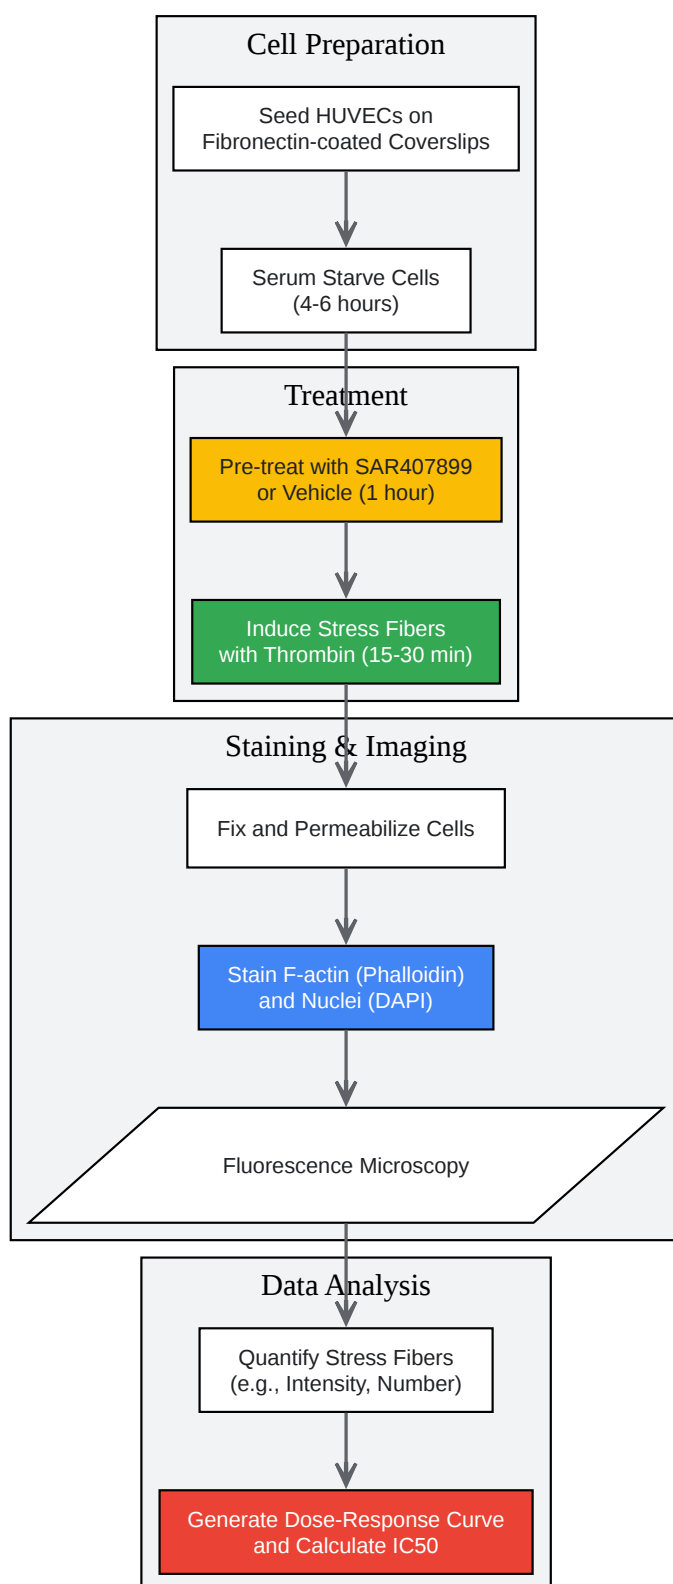 Cell Preparation
Seed HUVECs on
Fibronectin-coated Coverslips
Serum Starve Cells
(4-6 hours)
Treatment
Pre-treat with SAR407899
or Vehicle (1 hour)
Induce Stress Fibers
with Thrombin (15-30 min)
Staining & Imaging
Fix and Permeabilize Cells
Stain F-actin (Phalloidin)
and Nuclei (DAPI)
Fluorescence Microscopy
Data Analysis
Quantify Stress Fibers
(e.g., Intensity, Number)
Generate Dose-Response Curve
and Calculate IC50